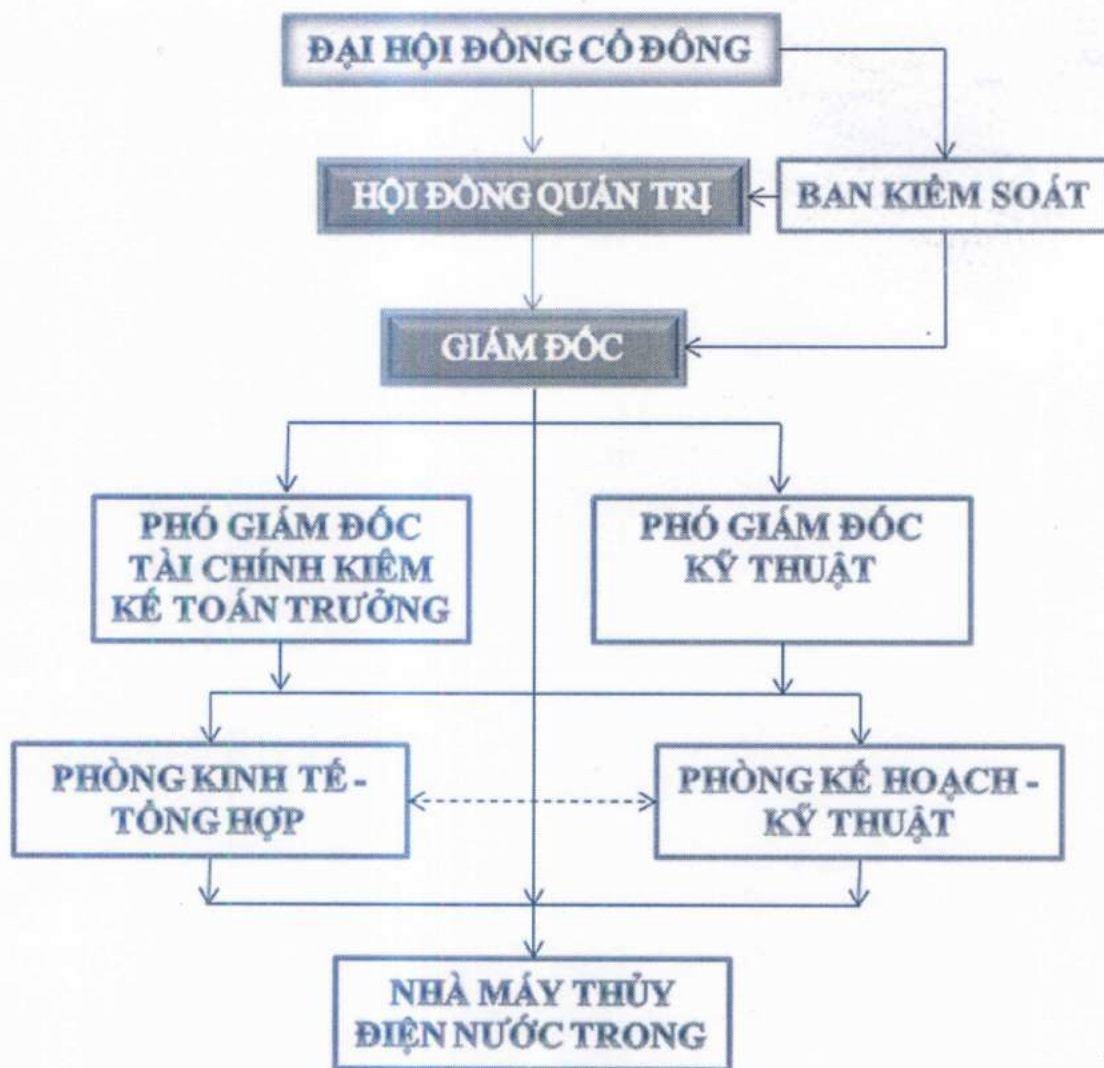 ĐẠI HỘI ĐỒNG CỔ ĐÔNG
HỘI ĐỒNG QUẢN TRỊ
BAN KIỂM SOÁT
GIÁM ĐỐC
PHÓ GIÁM ĐỐC
TÀI CHÍNH KIÊM
KẾ TOÁN TRƯỞNG
PHÓ GIÁM ĐỐC
KỸ THUẬT
PHÒNG KINH TẾ -
TỔNG HỢP
PHÒNG KẾ HOẠCH -
KỸ THUẬT
NHÀ MÁY THỦY
ĐIỆN NƯỚC TRONG